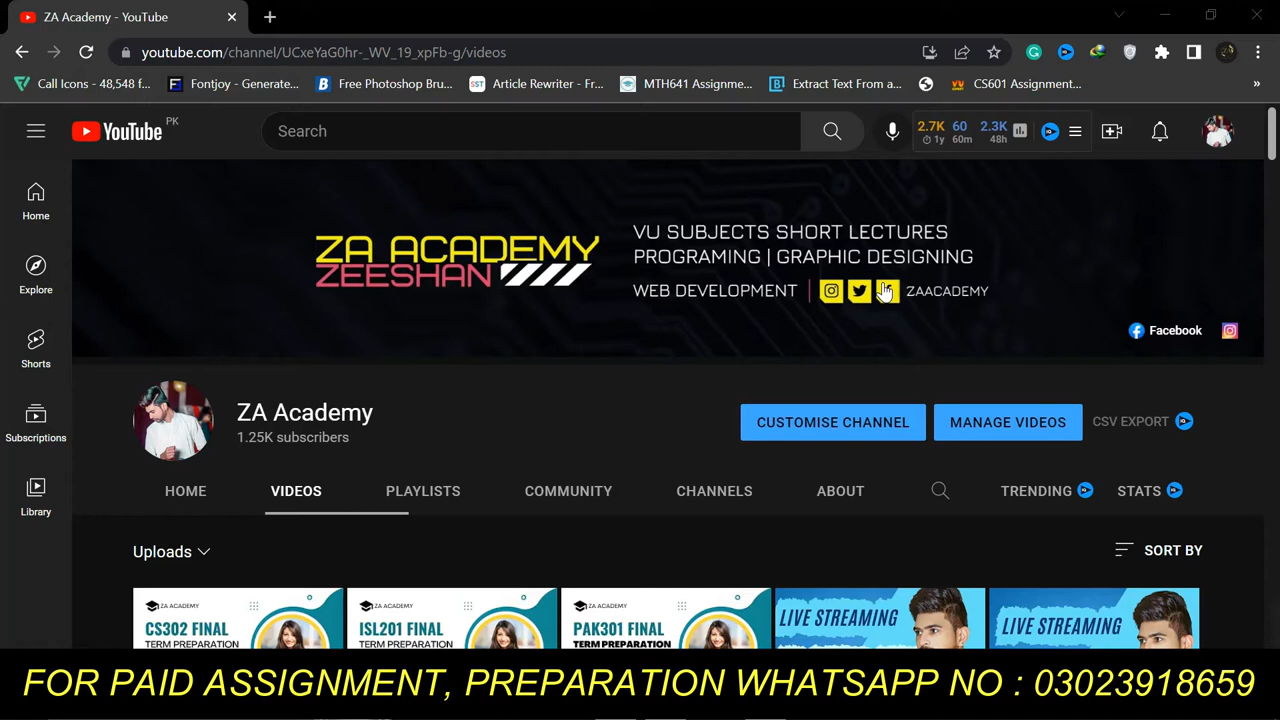 ZA Academy - YouTube
youtube.com/channel/UCxeYaG0hr-_WV_19_xpFb-g/videos
Call Icons - 48,548 f...
Fontjoy - Generate...
Free Photoshop Bru...
SST
Article Rewriter - Fr...
MTH641 Assignme...
Extract Text From a...
CS601 Assignment...
YouTube PK
Search
2.7K 60 2.3K
1y 60m 48h
Home
Explore
Shorts
Subscriptions
Library
ZA ACADEMY
ZEESHAN
VU SUBJECTS SHORT LECTURES
PROGRAMING | GRAPHIC DESIGNING
WEB DEVELOPMENT
ZAACADEMY
Facebook
ZA Academy
1.25K subscribers
CUSTOMISE CHANNEL
MANAGE VIDEOS
CSV EXPORT
HOME VIDEOS PLAYLISTS COMMUNITY CHANNELS ABOUT TRENDING STATS
Uploads
SORT BY
ZA ACADEMY
CS302 FINAL
TERM PREPARATION
ZA ACADEMY
ISL201 FINAL
TERM PREPARATION
ZA ACADEMY
PAK301 FINAL
TERM PREPARATION
LIVE STREAMING
LIVE STREAMING
FOR PAID ASSIGNMENT, PREPARATION WHATSAPP NO : 03023918659